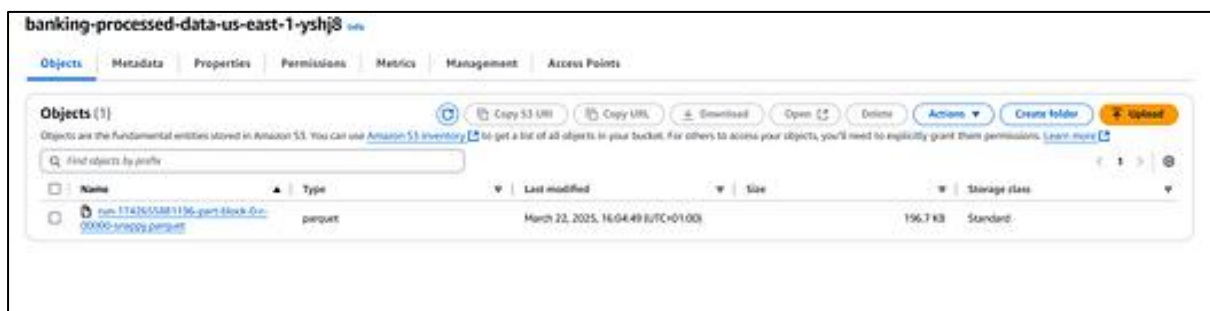 banking-processed-data-us-east-1-yshj8 Info
Objects Metadata Properties Permissions Metrics Management Access Points
Objects (1) Copy S3 URI Copy URL Download Open Delete Actions Create folder Upload
Objects are the fundamental entities stored in Amazon S3. You can use Amazon S3 inventory to get a list of all objects in your bucket. For others to access your objects, you'll need to explicitly grant them permissions. Learn more
Find objects by prefix 1
Name Type Last modified Size Storage class
run-1742655881196-part-block-0-r- parquet March 22, 2025, 16:04:49 (UTC+01:00) 196.7 KB Standard
00000-snappy.parquet